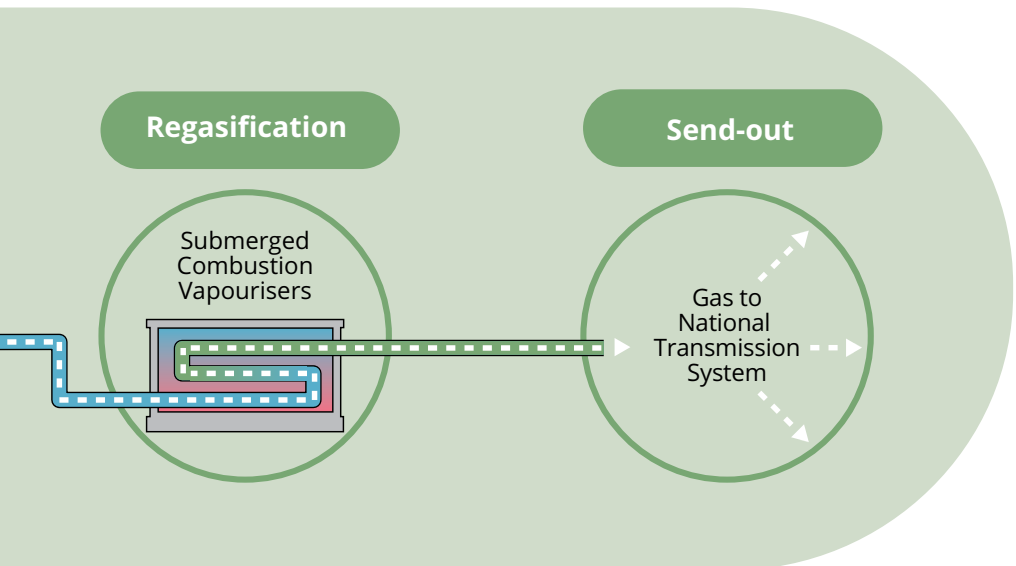 Regasification
Send-out
Submerged
Combustion
Vapourisers
Gas to
National
Transmission
System